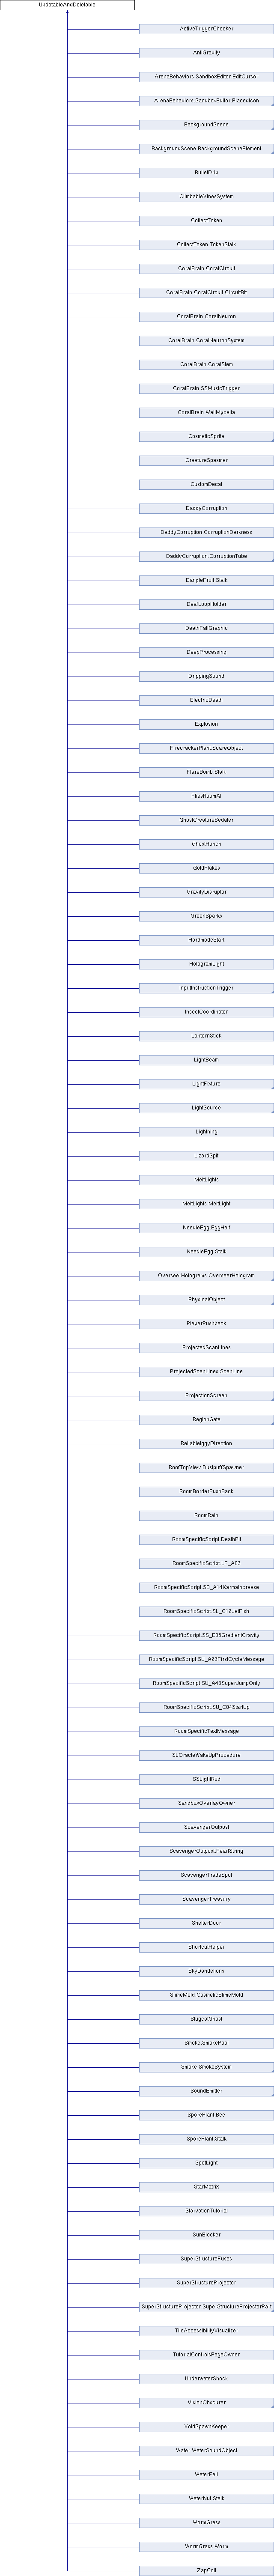 UpdatableAndDeletable
ActiveTriggerChecker
AntiGravity
ArenaBehaviors.SandboxEditor.EditCursor
ArenaBehaviors.SandboxEditor.PlacedIcon
BackgroundScene
BackgroundScene.BackgroundSceneElement
BulletDrip
ClimbableVinesSystem
CollectToken
CollectToken.TokenStalk
CoralBrain.CoralCircuit
CoralBrain.CoralCircuit.CircuitBit
CoralBrain.CoralNeuron
CoralBrain.CoralNeuronSystem
CoralBrain.CoralStem
CoralBrain.SSMusicTrigger
CoralBrain.WallMycelia
CosmeticSprite
CreatureSpasmer
CustomDecal
DaddyCorruption
DaddyCorruption.CorruptionDarkness
DaddyCorruption.CorruptionTube
DangleFruit.Stalk
DeafLoopHolder
DeathFallGraphic
DeepProcessing
DrippingSound
ElectricDeath
Explosion
FirecrackerPlant.ScareObject
FlareBomb.Stalk
FliesRoomAI
GhostCreatureSedater
GhostHunch
GoldFlakes
GravityDisruptor
GreenSparks
HardmodeStart
HologramLight
InputInstructionTrigger
InsectCoordinator
LanternStick
LightBeam
LightFixture
LightSource
Lightning
LizardSpit
MeltLights
MeltLights.MeltLight
NeedleEgg.EggHalf
NeedleEgg.Stalk
OverseerHolograms.OverseerHologram
PhysicalObject
PlayerPushback
ProjectedScanLines
ProjectedScanLines.ScanLine
ProjectionScreen
RegionGate
ReliableIggyDirection
RoofTopView.DustpuffSpawner
RoomBorderPushBack
RoomRain
RoomSpecificScript.DeathPit
RoomSpecificScript.LF_A03
RoomSpecificScript.SB_A14KarmaIncrease
RoomSpecificScript.SL_C12JetFish
RoomSpecificScript.SS_E08GradientGravity
RoomSpecificScript.SU_A23FirstCycleMessage
RoomSpecificScript.SU_A43SuperJumpOnly
RoomSpecificScript.SU_C04StartUp
RoomSpecificTextMessage
SLOracleWakeUpProcedure
SSLightRod
SandboxOverlayOwner
ScavengerOutpost
ScavengerOutpost.PearlString
ScavengerTradeSpot
ScavengerTreasury
ShelterDoor
ShortcutHelper
SkyDandelions
SlimeMold.CosmeticSlimeMold
SlugcatGhost
Smoke.SmokePool
Smoke.SmokeSystem
SoundEmitter
SporePlant.Bee
SporePlant.Stalk
SpotLight
StarMatrix
StarvationTutorial
SunBlocker
SuperStructureFuses
SuperStructureProjector
SuperStructureProjector.SuperStructureProjectorPart
TileAccessibilityVisualizer
TutorialControlsPageOwner
UnderwaterShock
VisionObscurer
VoidSpawnKeeper
Water.WaterSoundObject
WaterFall
WaterNut.Stalk
WormGrass
WormGrass.Worm
ZapCoil